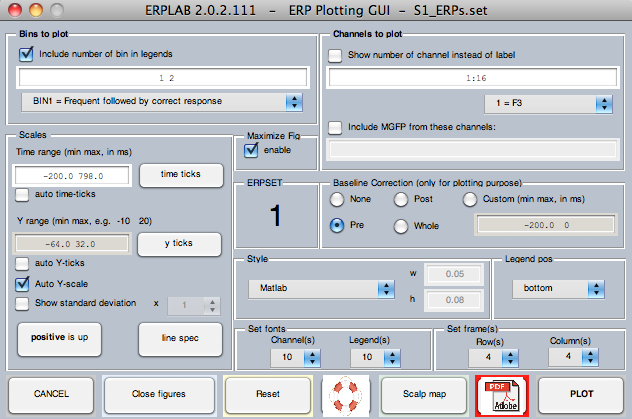 ERPLAB 2.0.2.111 - ERP Plotting GUI - S1_ERPs.set
Bins to plot
Include number of bin in legends
1 2
BIN1 = Frequent followed by correct response
Channels to plot
Show number of channel instead of label
1:16
1 = F3
Include MGFP from these channels:
Scales
Time range (min max, in ms)
-200.0 798.0
time ticks
auto time-ticks
Y range (min max, e.g. -10 20)
-64.0 32.0
y ticks
auto Y-ticks
Auto Y-scale
Show standard deviation x 1
positive is up
line spec
Maximize Fig
enable
ERPSET
1
Baseline Correction (only for plotting purpose)
None Post Custom (min max, in ms)
Pre Whole -200.0 0
Style
Matlab
w 0.05
h 0.08
Legend pos
bottom
Set fonts
Channel(s) Legend(s)
10 10
Set frame(s)
Row(s) Column(s)
4 4
CANCEL
Close figures
Reset
Scalp map
PDF
Adobe
PLOT